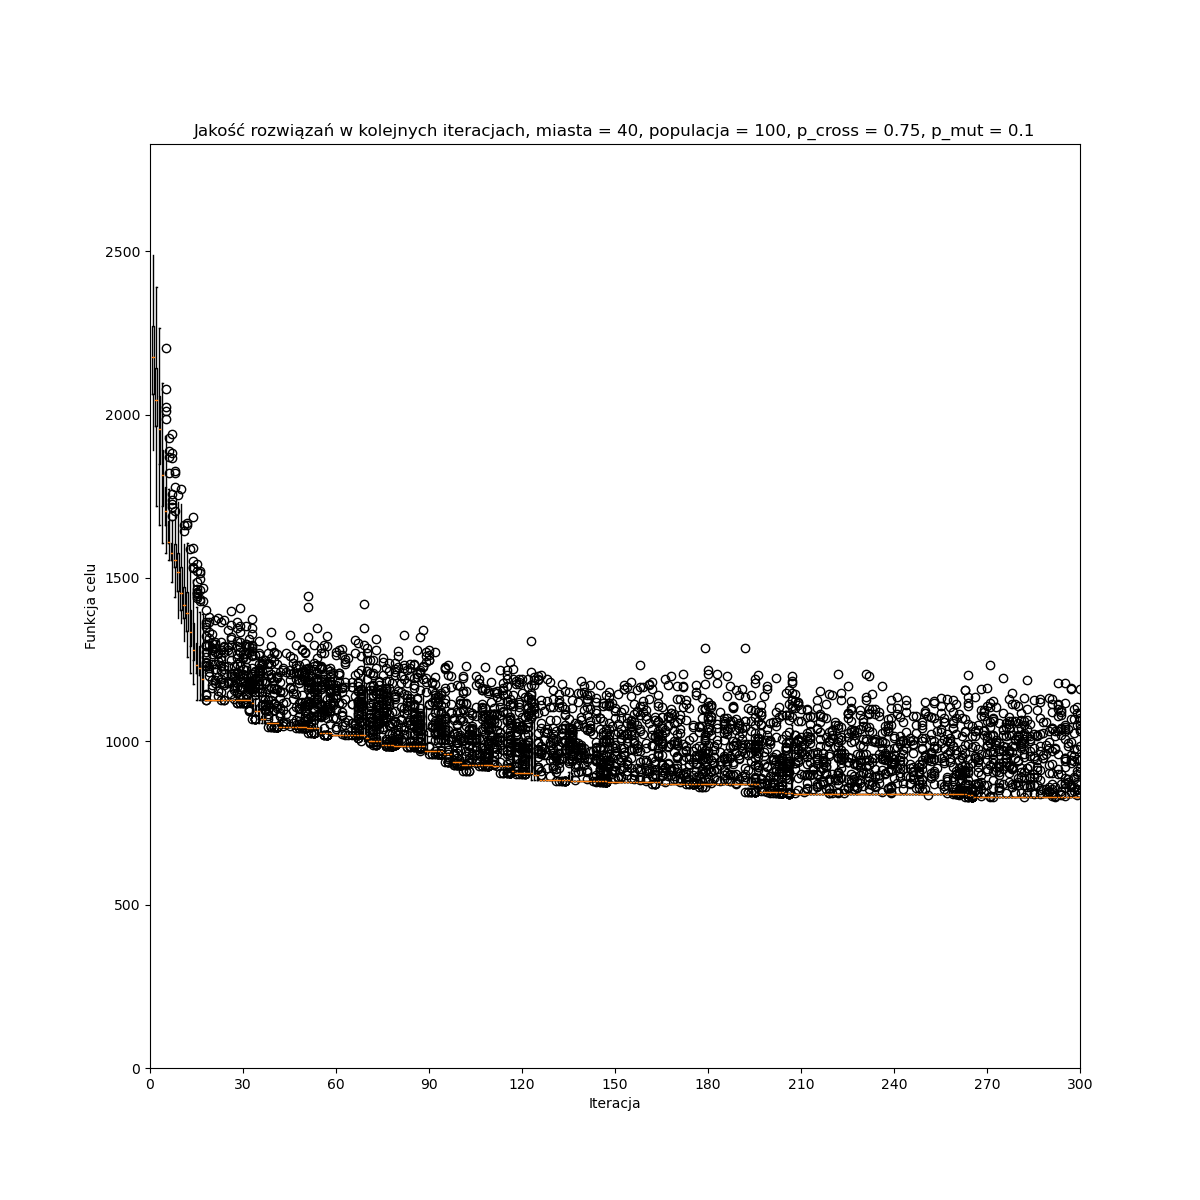 Jakość rozwiązań w kolejnych iteracjach, miasta = 40, populacja = 100, p_cross = 0.75, p_mut = 0.1
2500
2000
1500
1000
500
0
Funkcja celu
0 30 60 90 120 150 180 210 240 270 300
Iteracja